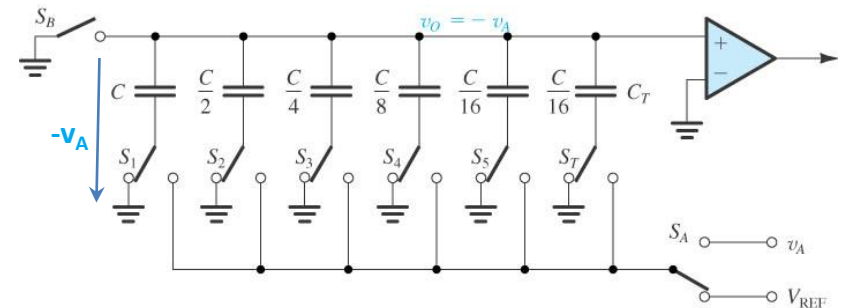 S_B
v_O = − v_A
+
−
C
C/2
C/4
C/8
C/16
C/16
C_T
-v_A
S_1
S_2
S_3
S_4
S_5
S_T
S_A
v_A
V_REF